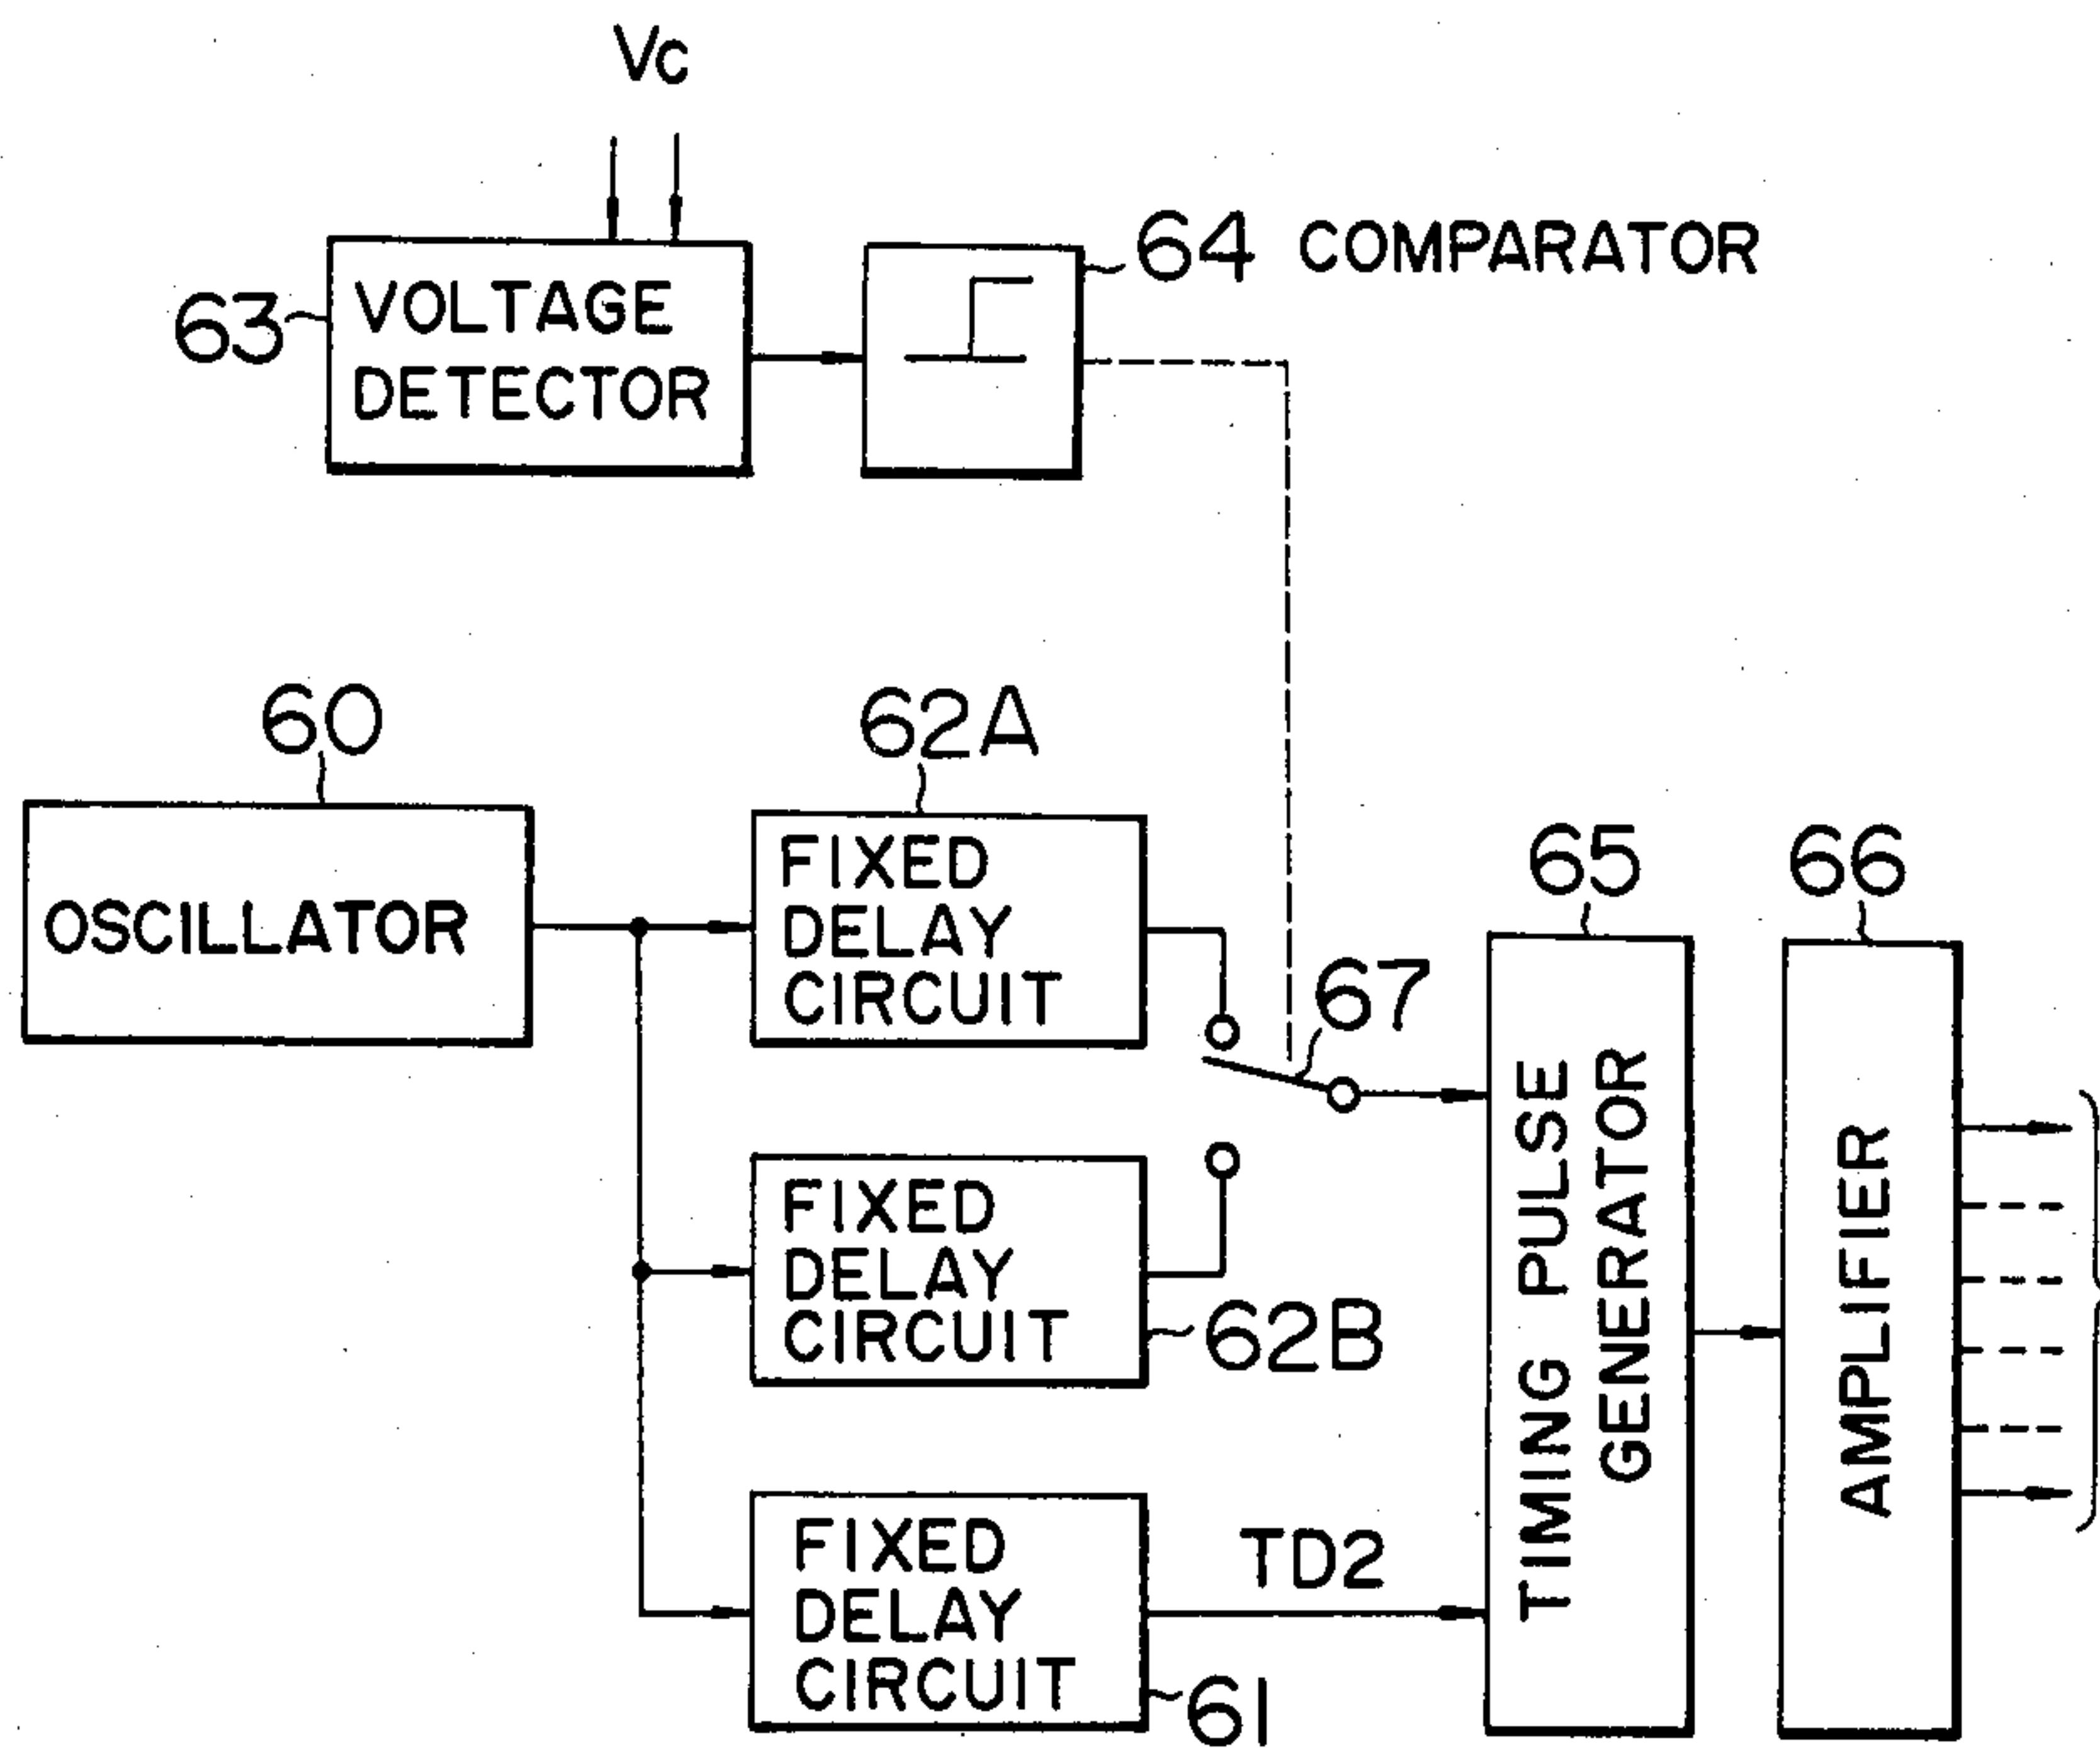 Vc
64 COMPARATOR
63
VOLTAGE
DETECTOR
60
62A
OSCILLATOR
FIXED
DELAY
CIRCUIT
65
66
67
FIXED
DELAY
CIRCUIT
62B
TIMING PULSE
GENERATOR
AMPLIFIER
FIXED
DELAY
CIRCUIT
TD2
61